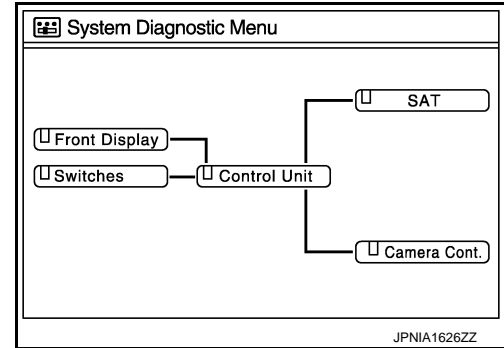 System Diagnostic Menu
SAT
Front Display
Switches
Control Unit
Camera Cont.
JPNIA1626ZZ